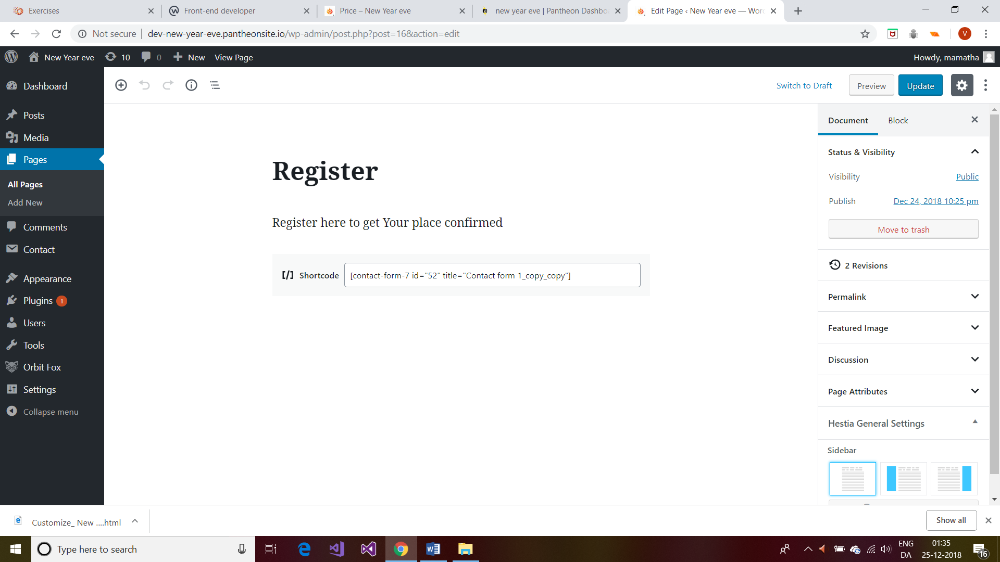 Exercises
Front-end developer
Price – New Year eve
new year eve | Pantheon Dashbo
Edit Page ‹ New Year eve — Wor
Not secure | dev-new-year-eve.pantheonsite.io/wp-admin/post.php?post=16&action=edit
V
New Year eve 10 0 New View Page
Howdy, mamatha
Dashboard
Posts
Media
Pages
All Pages
Add New
Comments
Contact
Appearance
Plugins 1
Users
Tools
Orbit Fox
Settings
Collapse menu
Switch to Draft
Preview
Update
Register
Register here to get Your place confirmed
[/] Shortcode
[contact-form-7 id="52" title="Contact form 1_copy_copy"]
Document
Block
Status & Visibility
Visibility Public
Publish Dec 24, 2018 10:25 pm
Move to trash
2 Revisions
Permalink
Featured Image
Discussion
Page Attributes
Hestia General Settings
Sidebar
Customize_ New ....html
Show all
Type here to search
ENG
DA
01:35
25-12-2018
16